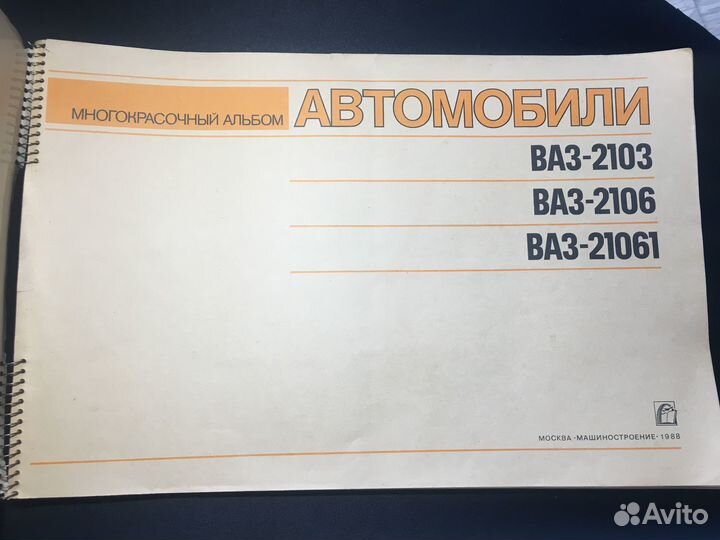 МНОГОКРАСОЧНЫЙ АЛЬБОМ АВТОМОБИЛИ
ВАЗ-2103
ВАЗ-2106
ВАЗ-21061
МОСКВА ·МАШИНОСТРОЕНИЕ· 1988
Avito